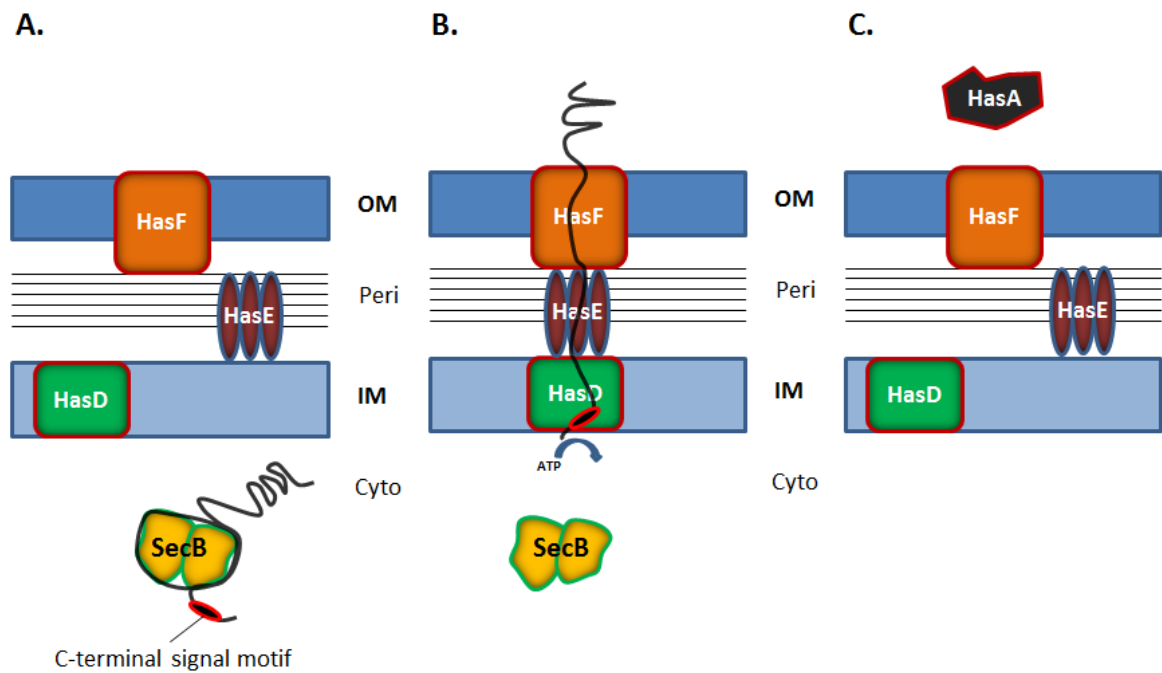 A.
HasF
HasE
HasD
SecB
C-terminal signal motif
OM
Peri
IM
Cyto
B.
HasF
HasE
HasD
ATP
SecB
OM
Peri
IM
Cyto
C.
HasA
HasF
HasE
HasD